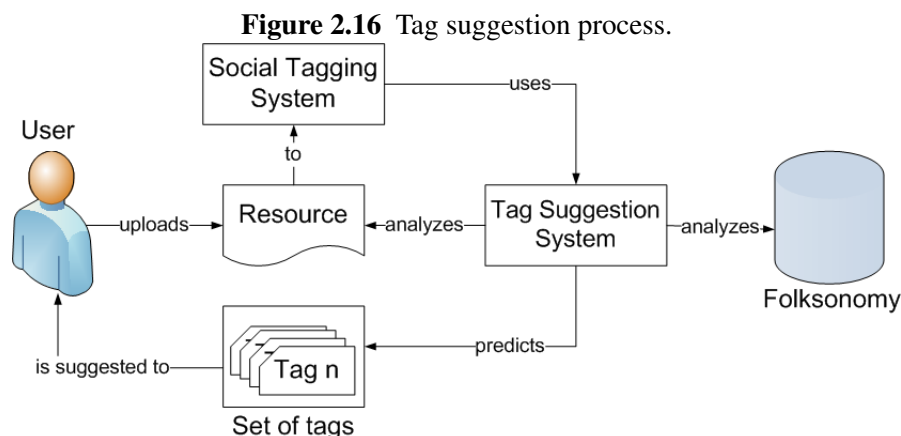 Figure 2.16 Tag suggestion process.
Social Tagging
System
uses
User
to
uploads
Resource
analyzes
Tag Suggestion
System
analyzes
Folksonomy
predicts
is suggested to
Tag n
Set of tags